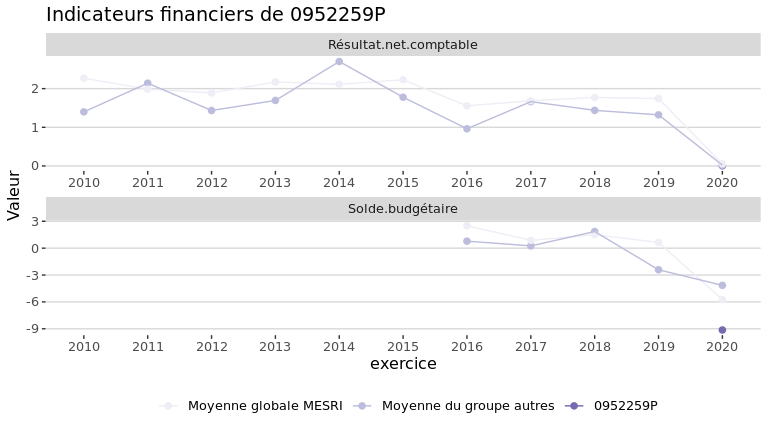 Indicateurs financiers de 0952259P
Résultat.net.comptable
2
1
0
2010 2011 2012 2013 2014 2015 2016 2017 2018 2019 2020
Valeur
Solde.budgétaire
3
0
-3
-6
-9
2010 2011 2012 2013 2014 2015 2016 2017 2018 2019 2020
exercice
Moyenne globale MESRI Moyenne du groupe autres 0952259P